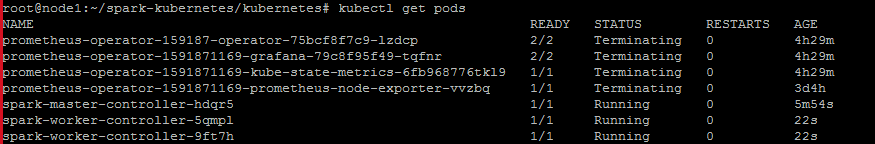 root@node1:~/spark-kubernetes/kubernetes# kubectl get pods
NAME READY STATUS RESTARTS AGE
prometheus-operator-159187-operator-75bcf8f7c9-lzdcp 2/2 Terminating 0 4h29m
prometheus-operator-1591871169-grafana-79c8f95f49-tqfnr 2/2 Terminating 0 4h29m
prometheus-operator-1591871169-kube-state-metrics-6fb968776tkl9 1/1 Terminating 0 4h29m
prometheus-operator-1591871169-prometheus-node-exporter-vvzbq 1/1 Terminating 0 3d4h
spark-master-controller-hdqr5 1/1 Running 0 5m54s
spark-worker-controller-5qmpl 1/1 Running 0 22s
spark-worker-controller-9ft7h 1/1 Running 0 22s